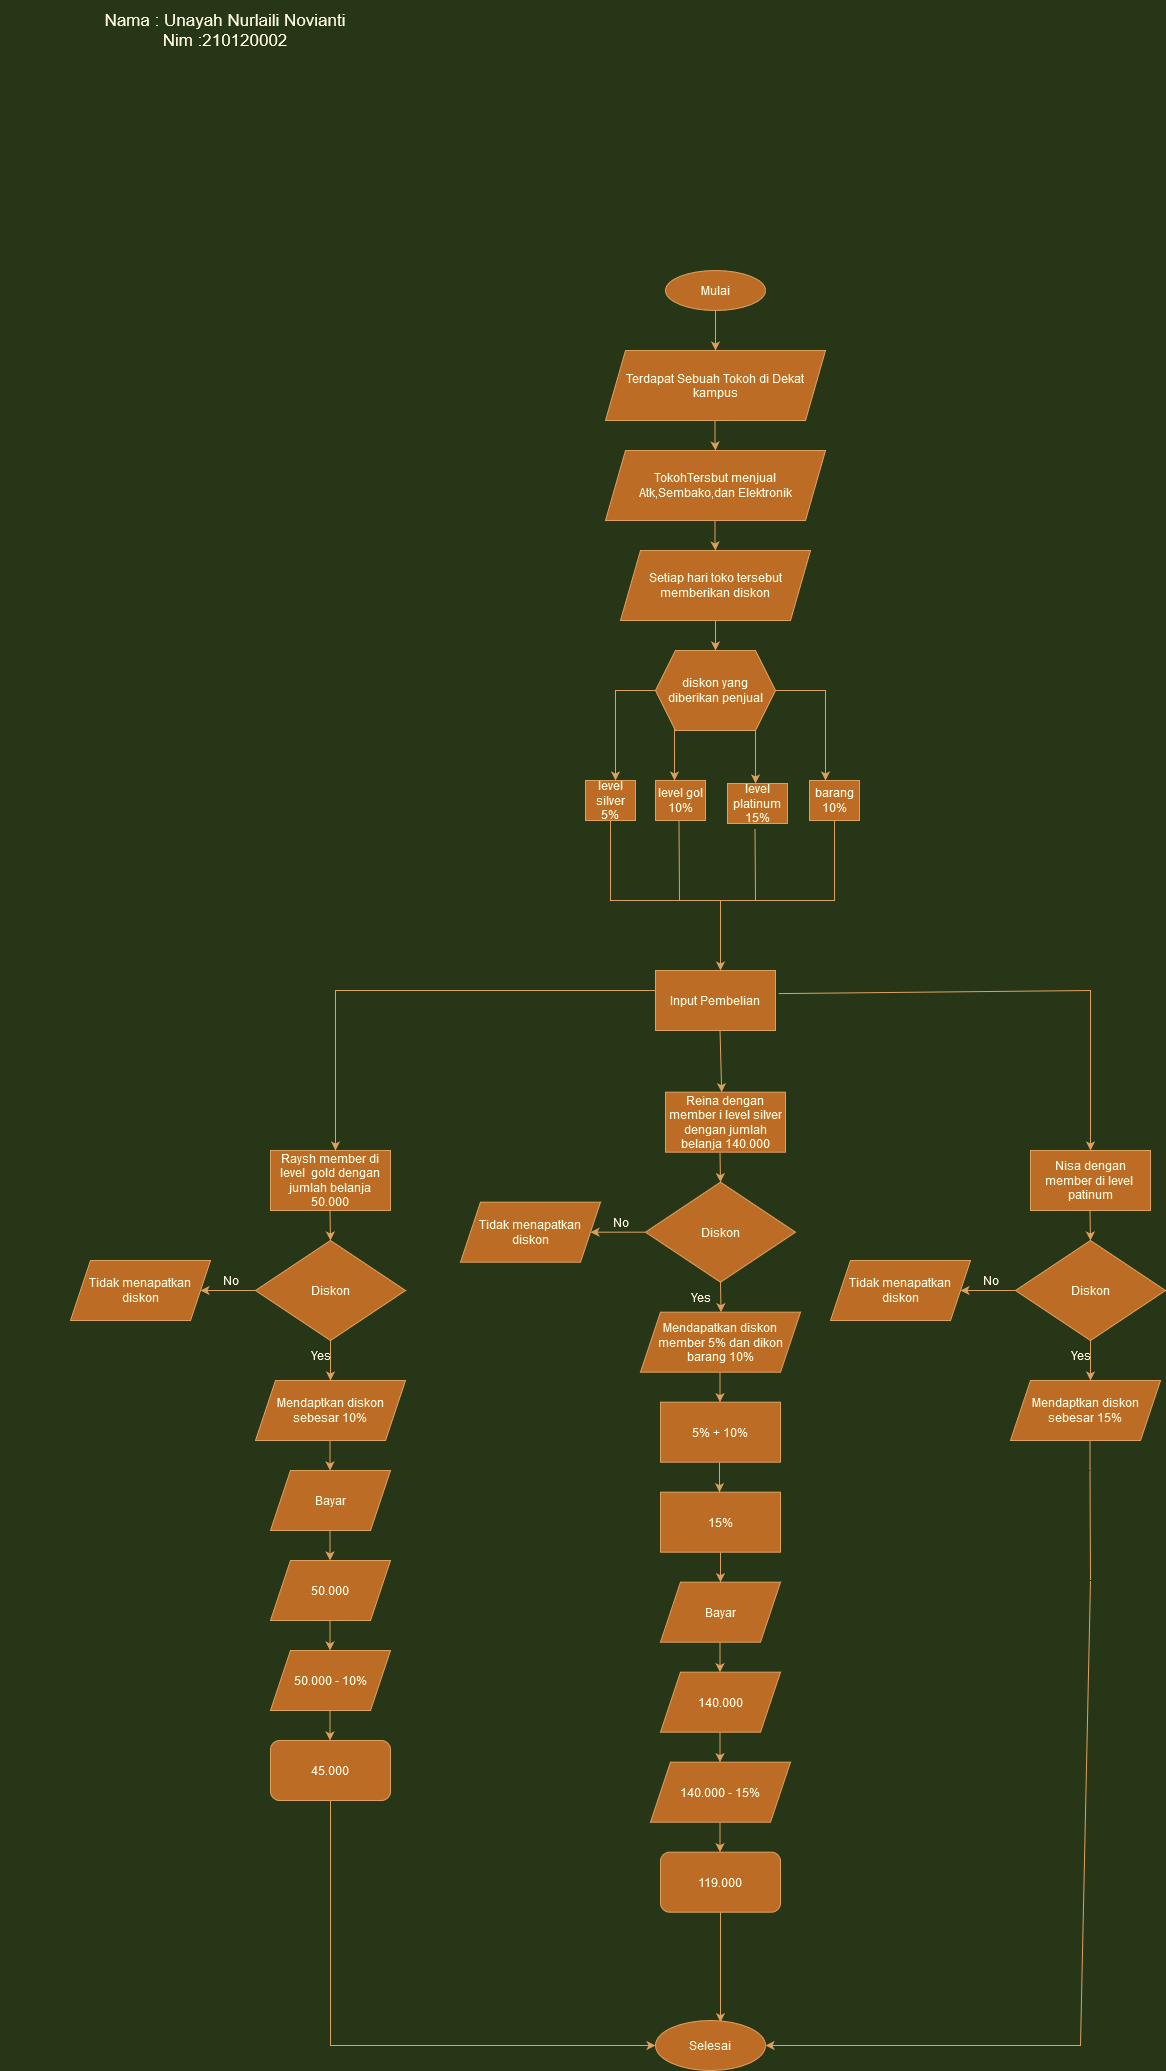 Nama : Unayah Nurlaili Novianti
Nim :210120002
Mulai
Terdapat Sebuah Tokoh di Dekat
kampus
TokohTersbut menjual
Atk,Sembako,dan Elektronik
Setiap hari toko tersebut
memberikan diskon
diskon yang
diberikan penjual
level
silver
5%
level gol
10%
level
platinum
15%
barang
10%
Input Pembelian
Raysh member di
level  gold dengan
jumlah belanja
50.000
Reina dengan
member i level silver
dengan jumlah
belanja 140.000
Nisa dengan
member di level
patinum
Diskon
No
Tidak menapatkan
diskon
Yes
Mendaptkan diskon
sebesar 10%
Bayar
50.000
50.000 - 10%
45.000
Diskon
No
Tidak menapatkan
diskon
Yes
Mendapatkan diskon
member 5% dan dikon
barang 10%
5% + 10%
15%
Bayar
140.000
140.000 - 15%
119.000
Diskon
No
Tidak menapatkan
diskon
Yes
Mendaptkan diskon
sebesar 15%
Selesai